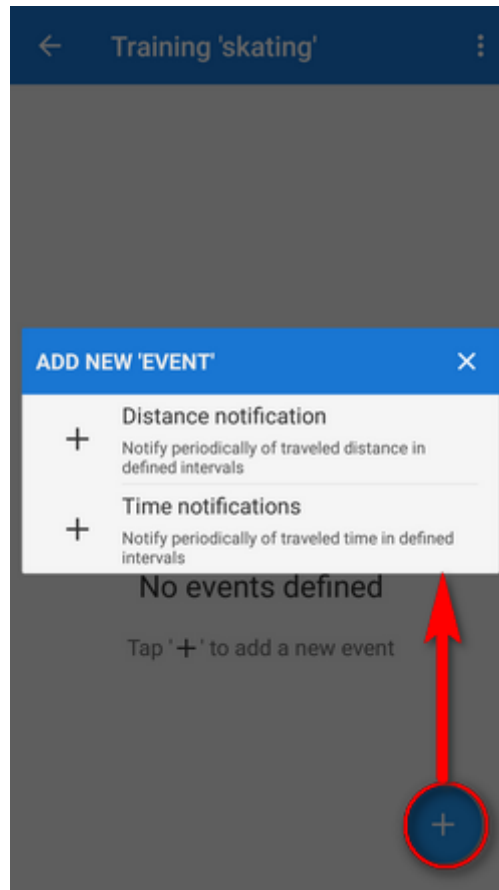 Training 'skating'
ADD NEW 'EVENT'
Distance notification
Notify periodically of traveled distance in
defined intervals
Time notifications
Notify periodically of traveled time in defined
intervals
No events defined
Tap '+' to add a new event